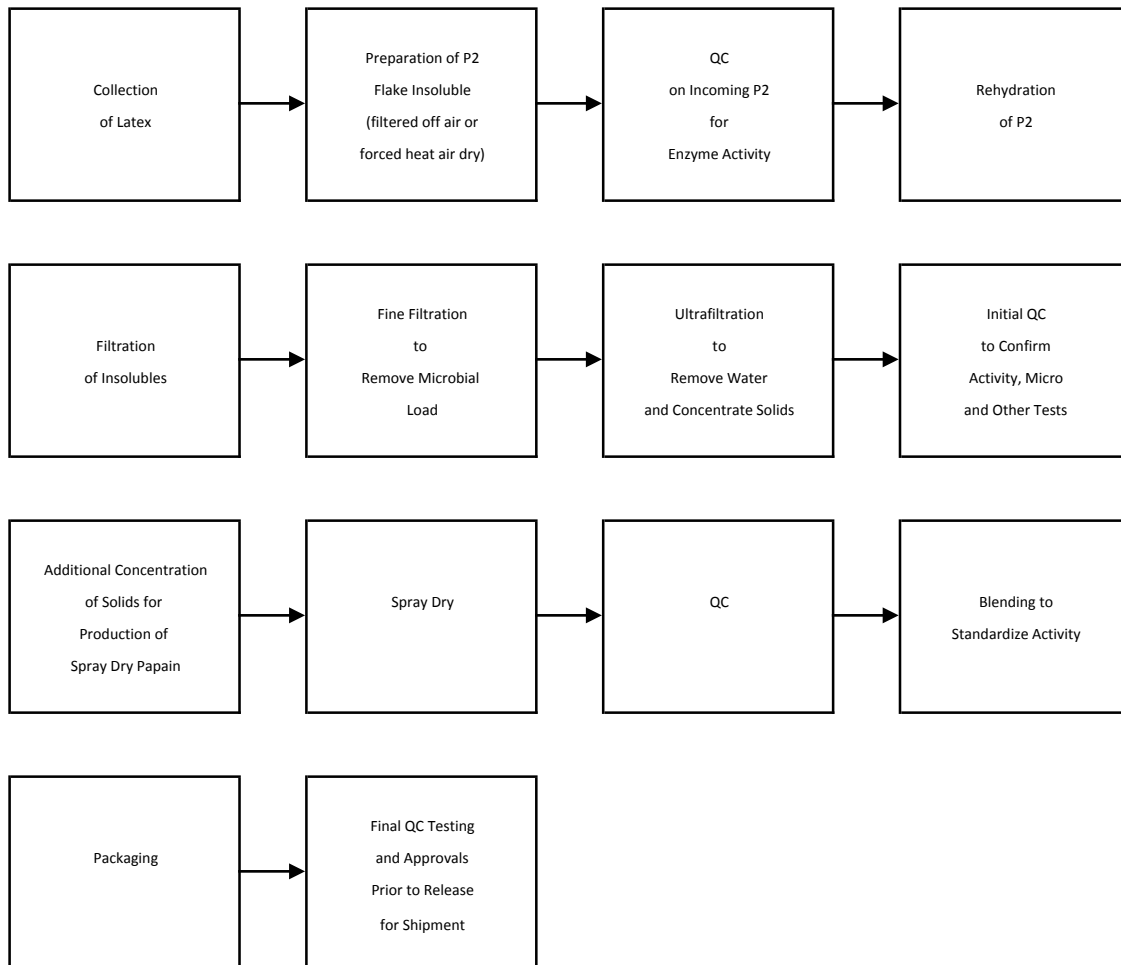 Collection
of Latex
Preparation of P2
Flake Insoluble
(filtered off air or
forced heat air dry)
QC
on Incoming P2
for
Enzyme Activity
Rehydration
of P2
Filtration
of Insolubles
Fine Filtration
to
Remove Microbial
Load
Ultrafiltration
to
Remove Water
and Concentrate Solids
Initial QC
to Confirm
Activity, Micro
and Other Tests
Additional Concentration
of Solids for
Production of
Spray Dry Papain
Spray Dry
QC
Blending to
Standardize Activity
Packaging
Final QC Testing
and Approvals
Prior to Release
for Shipment